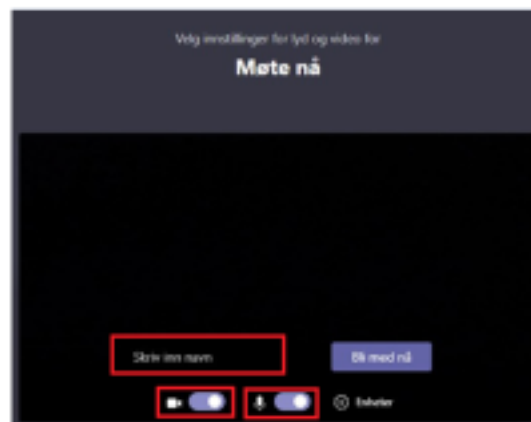 Velg innstillinger for lyd og video for
Møte nå
Skriv inn navn
Bli med nå
Enheter